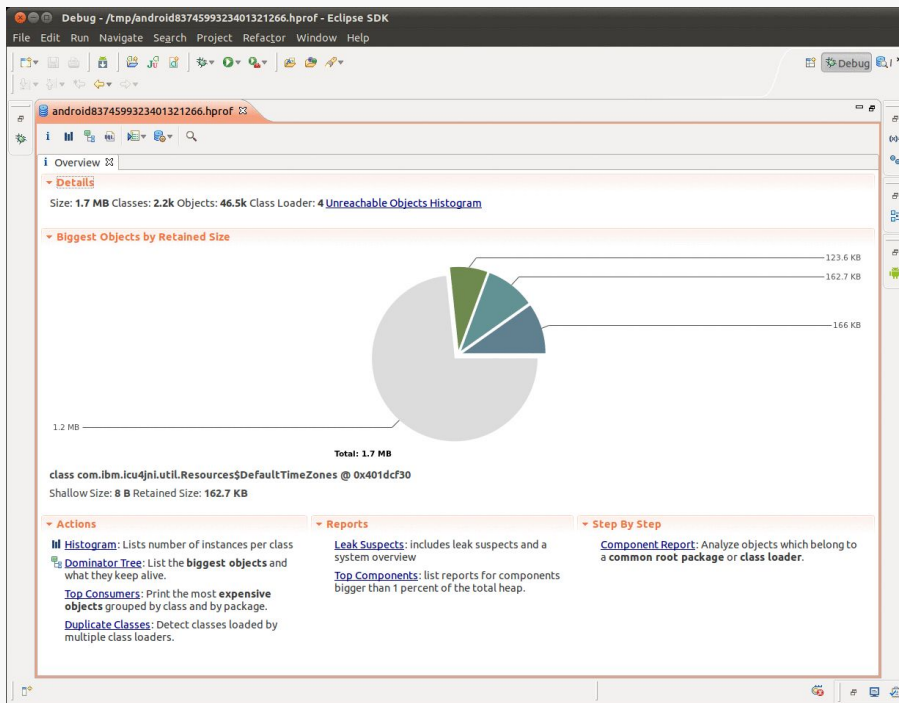 Debug - /tmp/android8374599323401321266.hprof - Eclipse SDK
File Edit Run Navigate Search Project Refactor Window Help
Debug
android8374599323401321266.hprof
i Overview
Details
Size: 1.7 MB Classes: 2.2k Objects: 46.5k Class Loader: 4 Unreachable Objects Histogram
Biggest Objects by Retained Size
123.6 KB
162.7 KB
166 KB
1.2 MB
Total: 1.7 MB
class com.ibm.icu4jni.util.Resources$DefaultTimeZones @ 0x401dcf30
Shallow Size: 8 B Retained Size: 162.7 KB
Actions
Histogram: Lists number of instances per class
Dominator Tree: List the biggest objects and
what they keep alive.
Top Consumers: Print the most expensive
objects grouped by class and by package.
Duplicate Classes: Detect classes loaded by
multiple class loaders.
Reports
Leak Suspects: includes leak suspects and a
system overview
Top Components: list reports for components
bigger than 1 percent of the total heap.
Step By Step
Component Report: Analyze objects which belong to
a common root package or class loader.